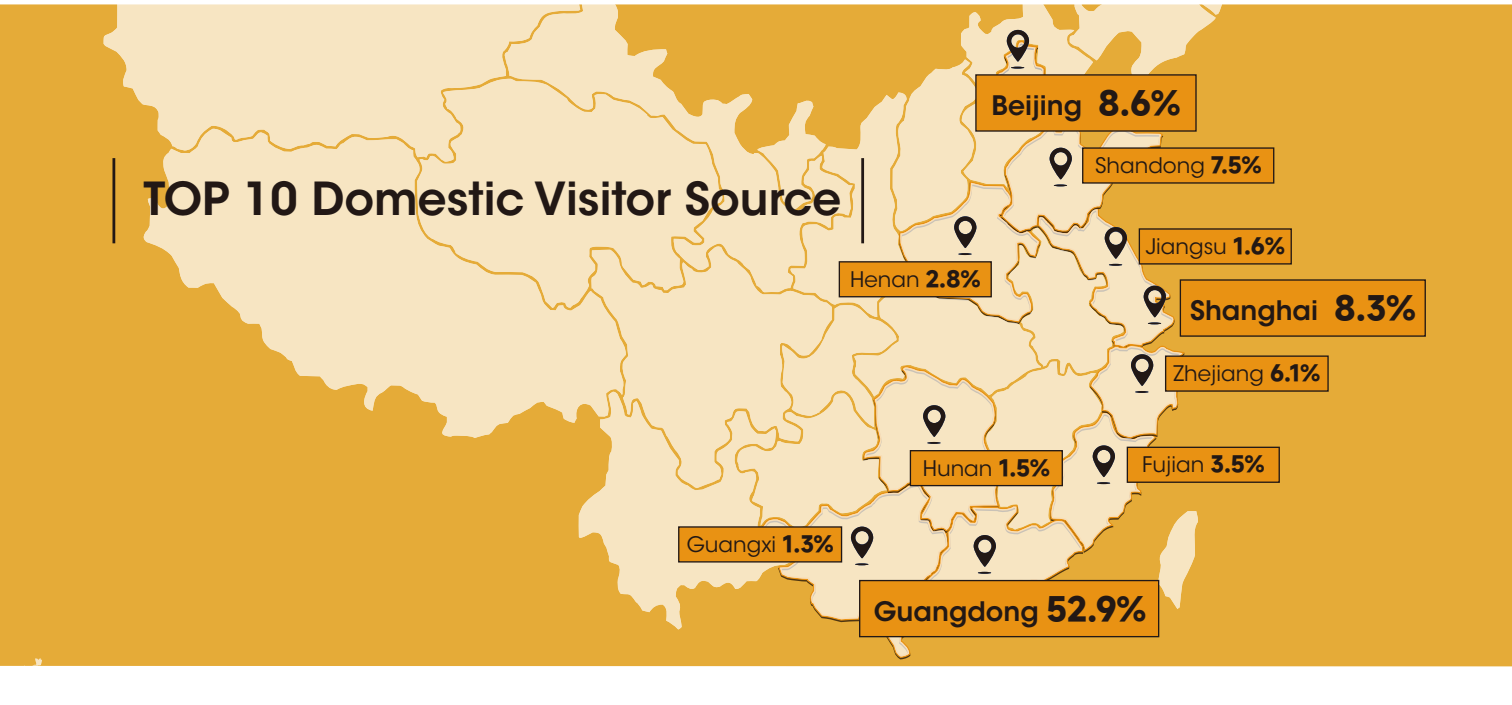 TOP 10 Domestic Visitor Source
Beijing 8.6%
Shandong 7.5%
Jiangsu 1.6%
Henan 2.8%
Shanghai 8.3%
Zhejiang 6.1%
Hunan 1.5%
Fujian 3.5%
Guangxi 1.3%
Guangdong 52.9%